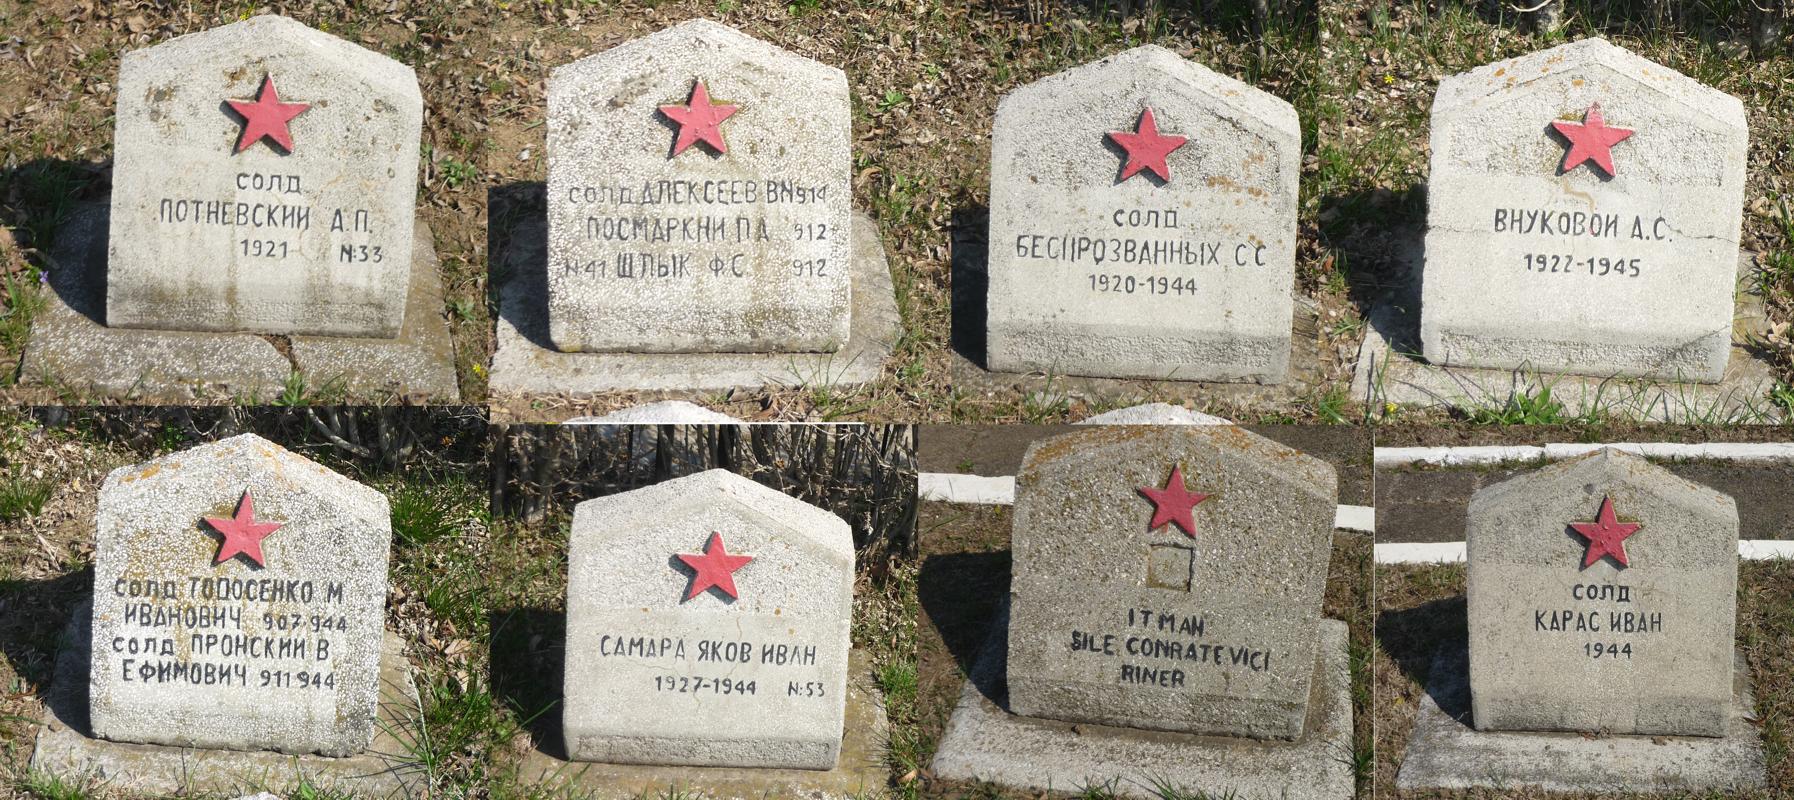 солд
ПОТНЕВСКИИ А.П.
1921 N:33
солд АЛЕКСЕЕВ ВN914
ПОСМАРКНИ П А 912
N41 ШЛЫК Ф.С. 912
солд
БЕСПРОЗВАННЫХ С С
1920-1944
ВНУКОВОИ А.С.
1922-1945
солд ТОДОСЕНКО М
ИВАНОВИЧ 907 944
солд ПРОНСКИИ В
ЕФИМОВИЧ 911 944
САМАРА ЯКОВ ИВАН
1927-1944 N:53
ITMAN
SILE CONRATEVICI
RINER
солд
КАРАС ИВАН
1944